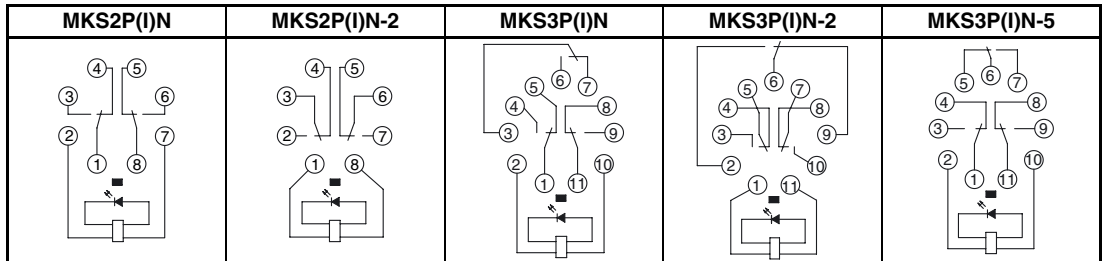 MKS2P(I)N MKS2P(I)N-2 MKS3P(I)N MKS3P(I)N-2 MKS3P(I)N-5
4 5 3 6 2 7 1 8
4 5 3 6 2 7 1 8
6 7 5 4 8 3 9 2 10 1 11
6 5 7 4 8 3 9 2 10 1 11
5 6 7 4 8 3 9 2 10 1 11